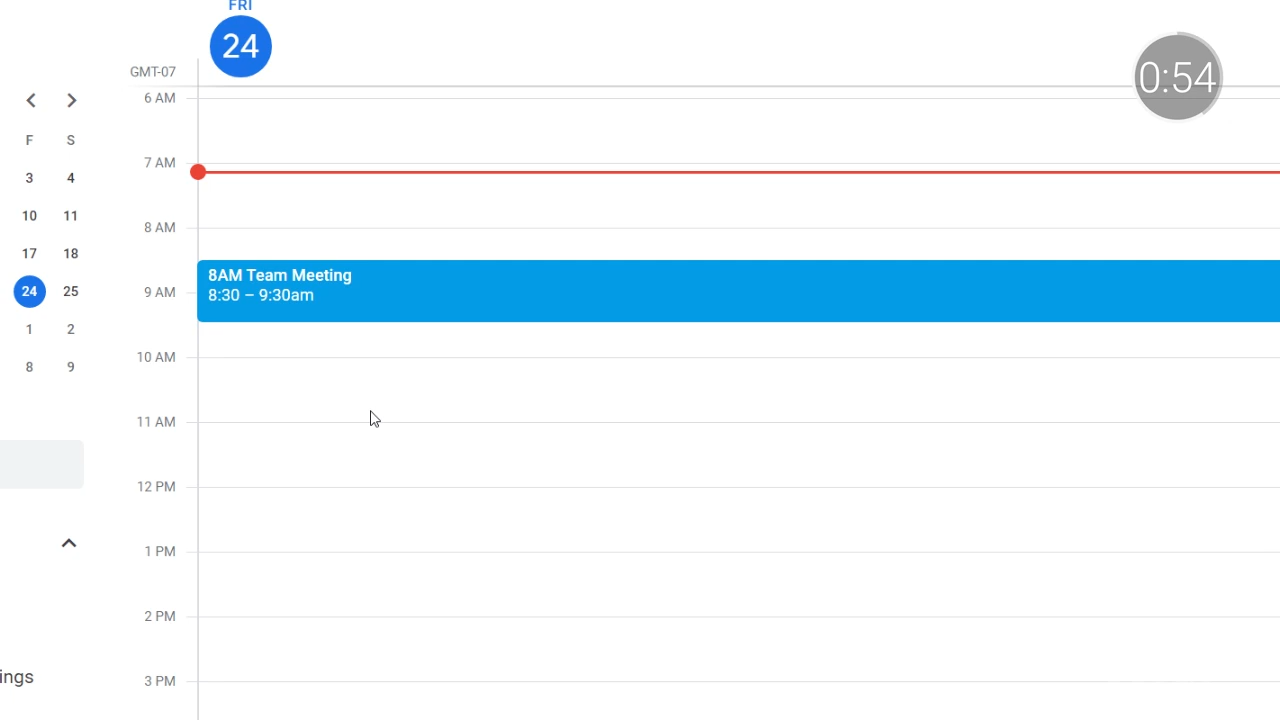 FRI
24
GMT-07
0:54
F S
3 4
10 11
17 18
24 25
1 2
8 9
ings
6 AM
7 AM
8 AM
8AM Team Meeting
8:30 – 9:30am
9 AM
10 AM
11 AM
12 PM
1 PM
2 PM
3 PM